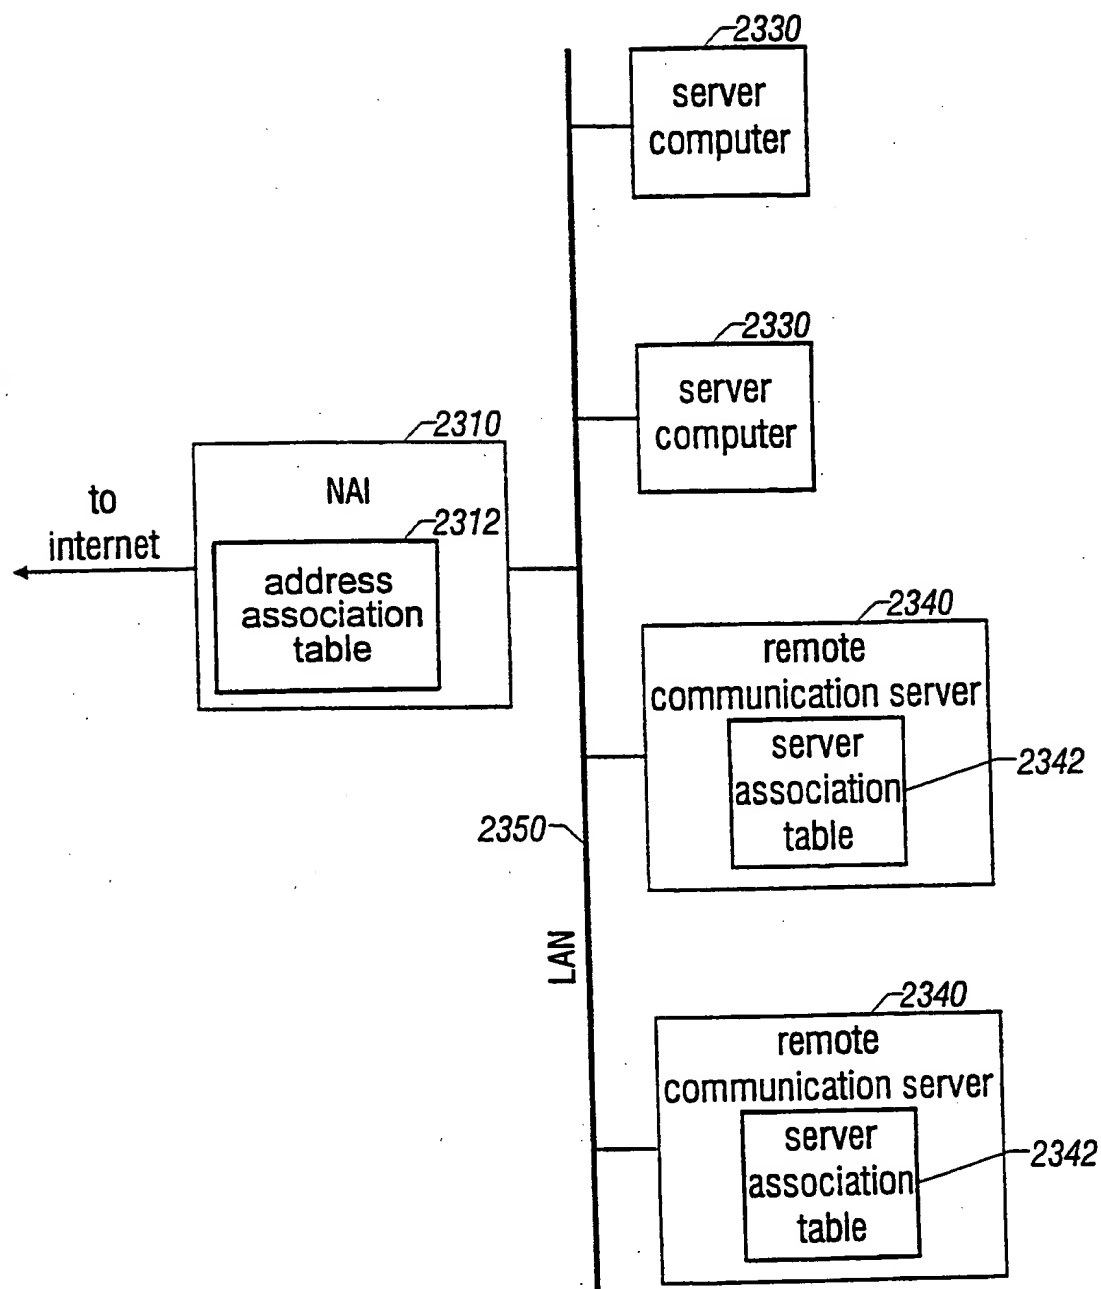 2330
server
computer
2330
server
computer
2310
NAI
to
internet
2312
address
association
table
2340
remote
communication server
server
association
table
2342
2350
LAN
2340
remote
communication server
server
association
table
2342